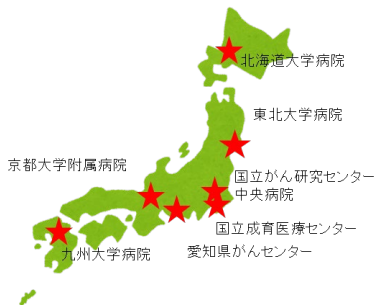 北海道大学病院
東北大学病院
京都大学附属病院
国立がん研究センター
中央病院
国立成育医療センター
愛知県がんセンター
九州大学病院